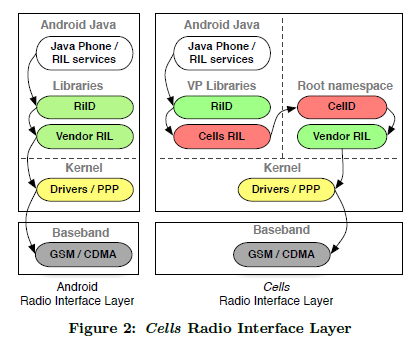 Android Java
Java Phone /
RIL services
Libraries
RilD
Vendor RIL
Kernel
Drivers / PPP
Baseband
GSM / CDMA
Android
Radio Interface Layer
Android Java
Java Phone /
RIL services
VP Libraries
RilD
Cells RIL
Root namespace
CellD
Vendor RIL
Kernel
Drivers / PPP
Baseband
GSM / CDMA
Cells
Radio Interface Layer
Figure 2: Cells Radio Interface Layer